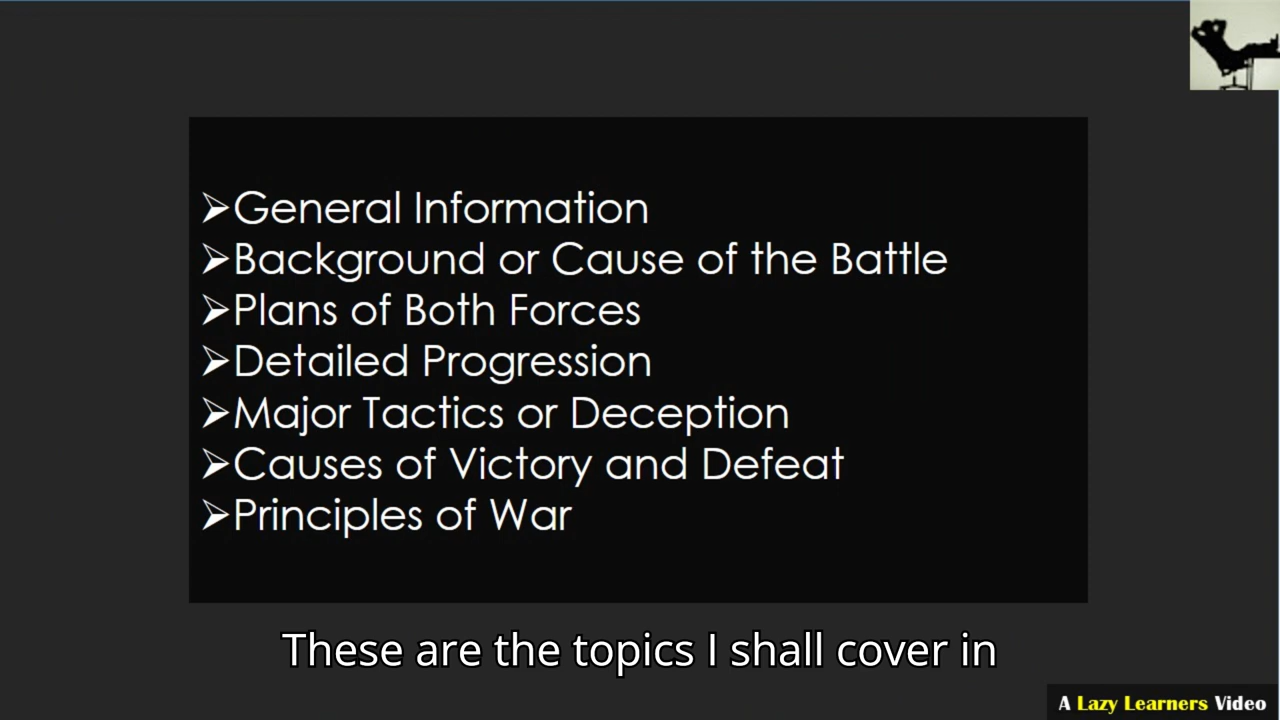 ➢General Information
➢Background or Cause of the Battle
➢Plans of Both Forces
➢Detailed Progression
➢Major Tactics or Deception
➢Causes of Victory and Defeat
➢Principles of War
These are the topics I shall cover in
A Lazy Learners Video